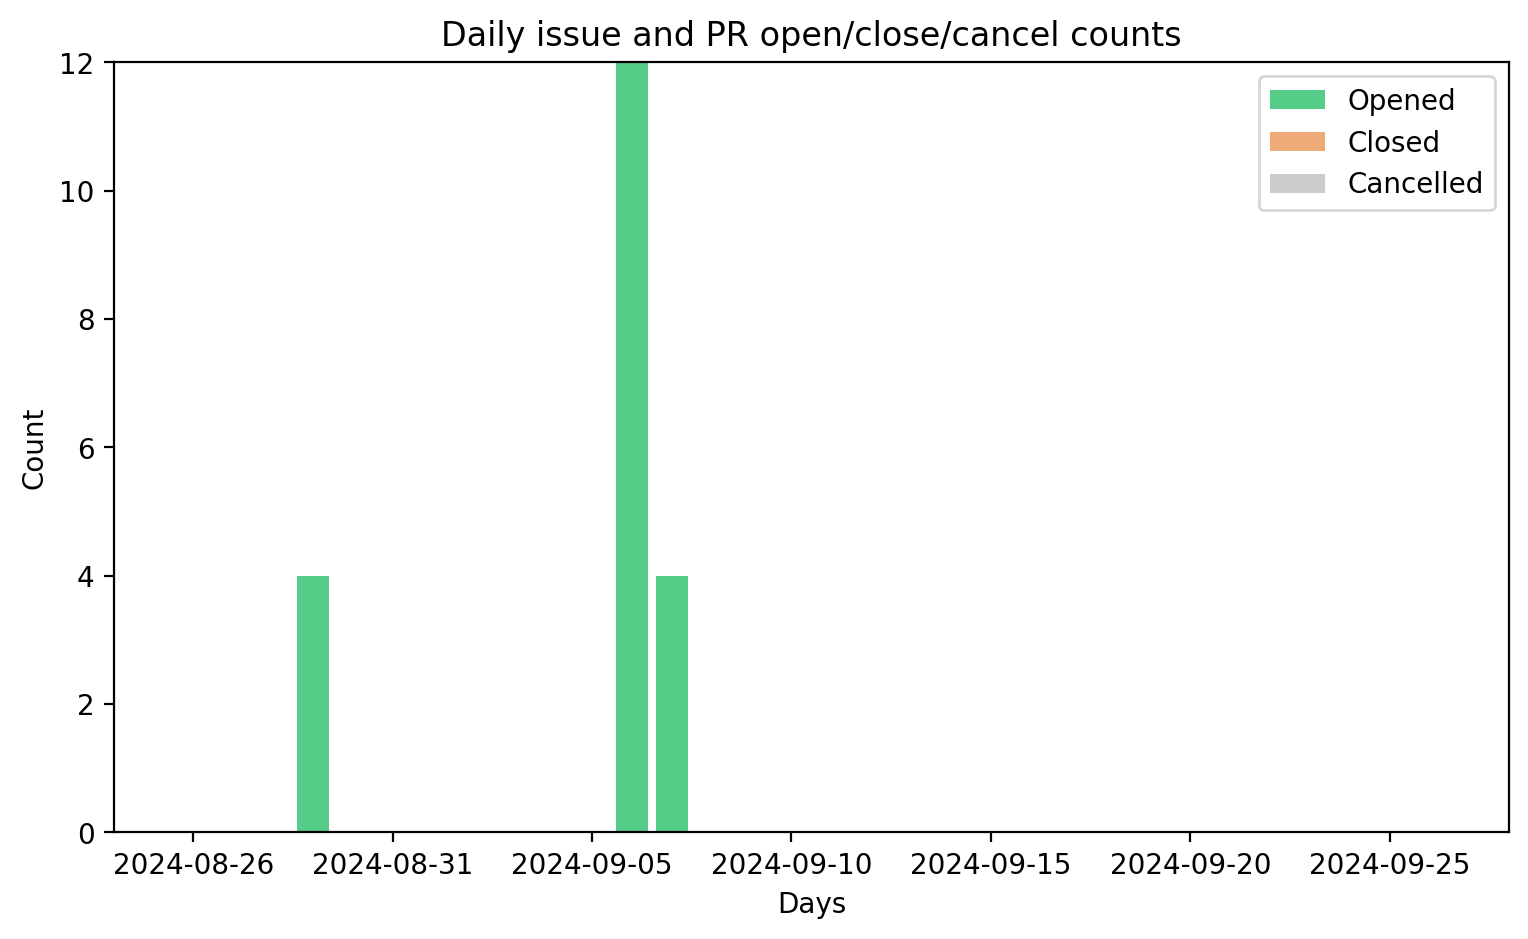 Daily issue and PR open/close/cancel counts
Opened
Closed
Cancelled
12
10
8
6
4
2
0
Count
2024-08-26 2024-08-31 2024-09-05 2024-09-10 2024-09-15 2024-09-20 2024-09-25
Days